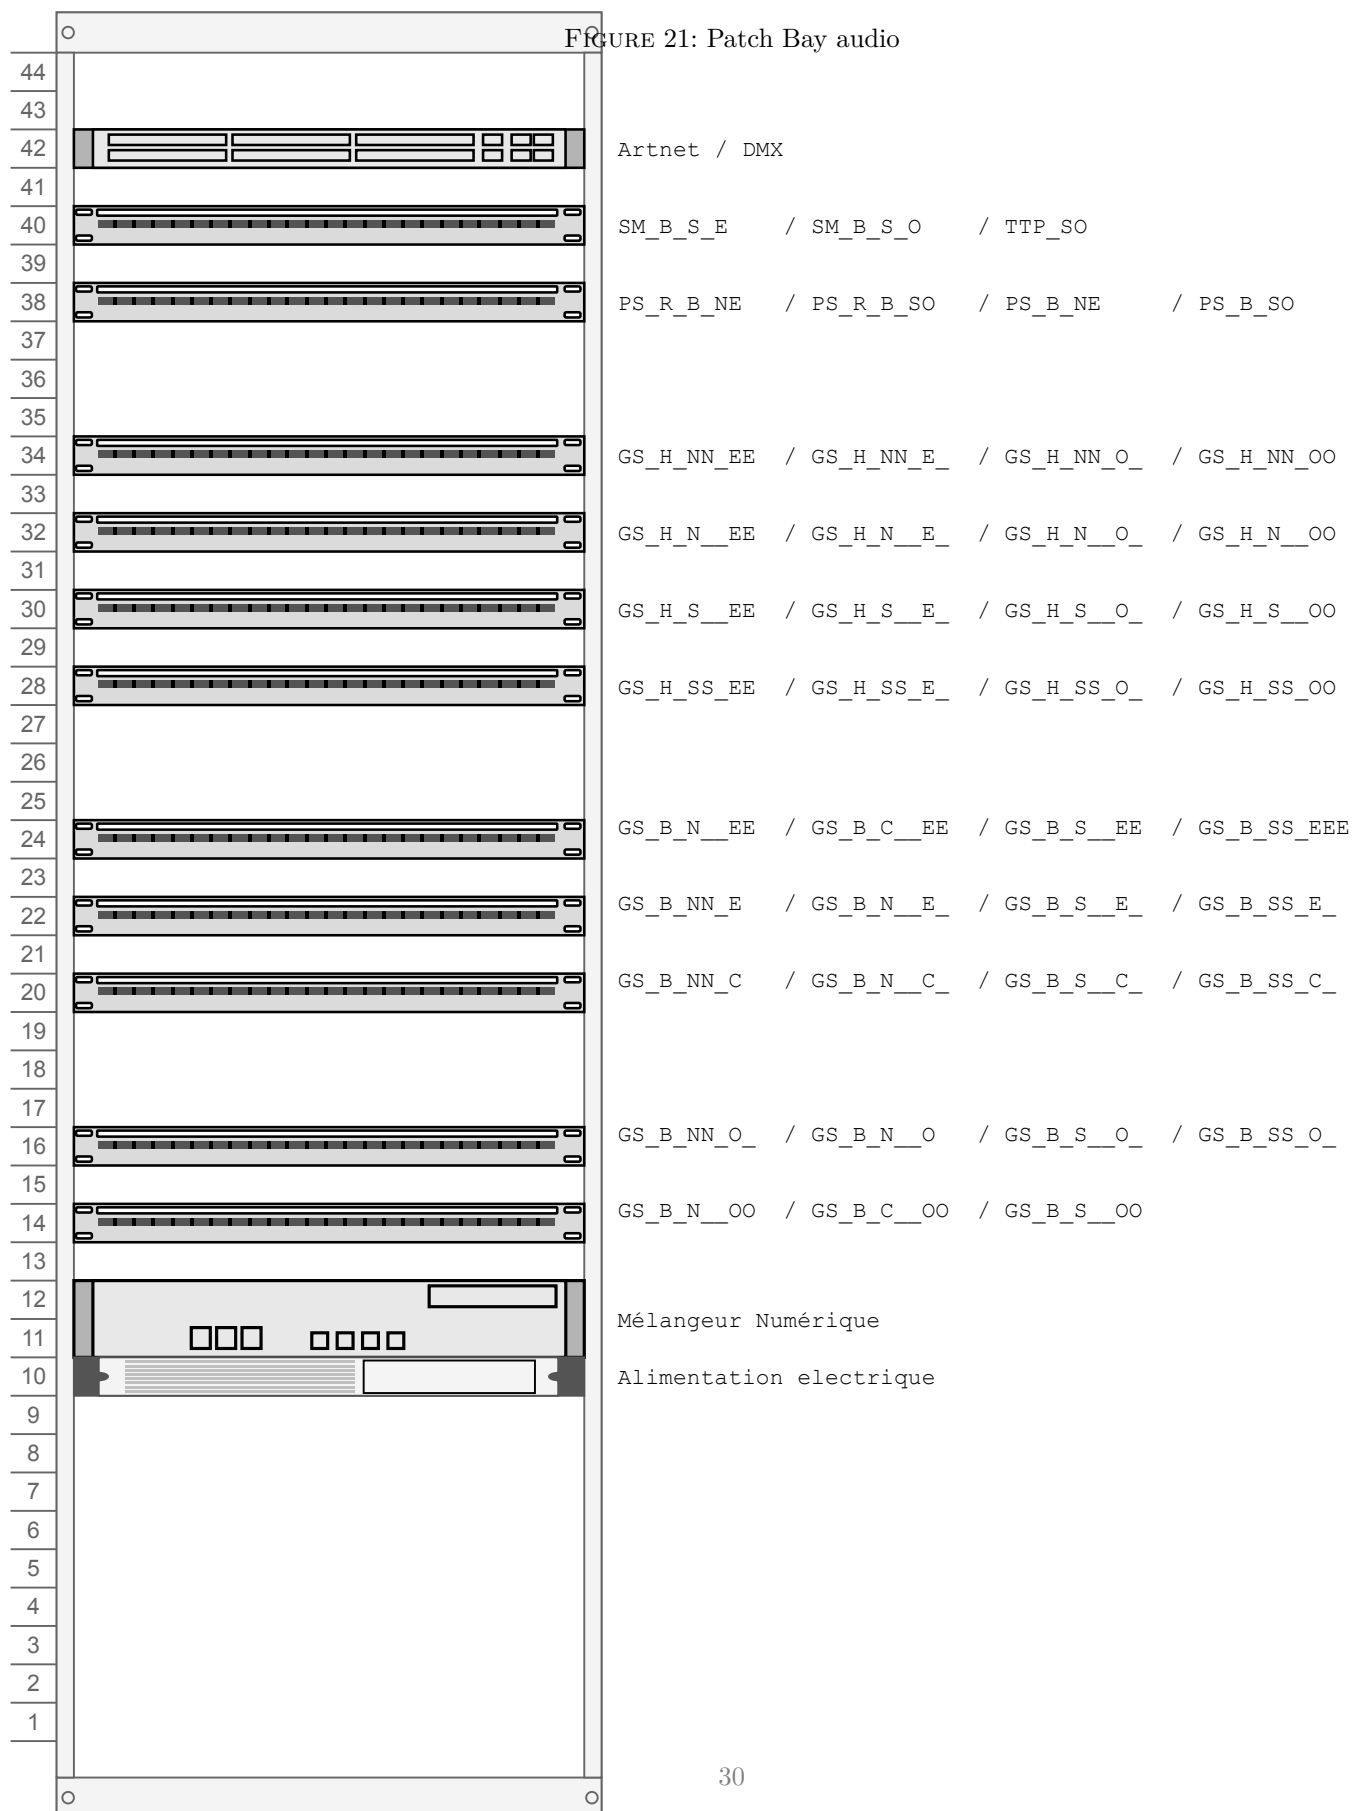 FIGURE 21: Patch Bay audio
44
43
42 Artnet / DMX
41
40 SM_B_S_E / SM_B_S_O / TTP_SO
39
38 PS_R_B_NE / PS_R_B_SO / PS_B_NE / PS_B_SO
37
36
35
34 GS_H_NN_EE / GS_H_NN_E_ / GS_H_NN_O_ / GS_H_NN_OO
33
32 GS_H_N__EE / GS_H_N__E_ / GS_H_N__O_ / GS_H_N__OO
31
30 GS_H_S__EE / GS_H_S__E_ / GS_H_S__O_ / GS_H_S__OO
29
28 GS_H_SS_EE / GS_H_SS_E_ / GS_H_SS_O_ / GS_H_SS_OO
27
26
25
24 GS_B_N__EE / GS_B_C__EE / GS_B_S__EE / GS_B_SS_EEE
23
22 GS_B_NN_E / GS_B_N__E_ / GS_B_S__E_ / GS_B_SS_E_
21
20 GS_B_NN_C / GS_B_N__C_ / GS_B_S__C_ / GS_B_SS_C_
19
18
17
16 GS_B_NN_O_ / GS_B_N__O / GS_B_S__O_ / GS_B_SS_O_
15
14 GS_B_N__OO / GS_B_C__OO / GS_B_S__OO
13
12
Mélangeur Numérique
11
10 Alimentation electrique
9
8
7
6
5
4
3
2
1
30